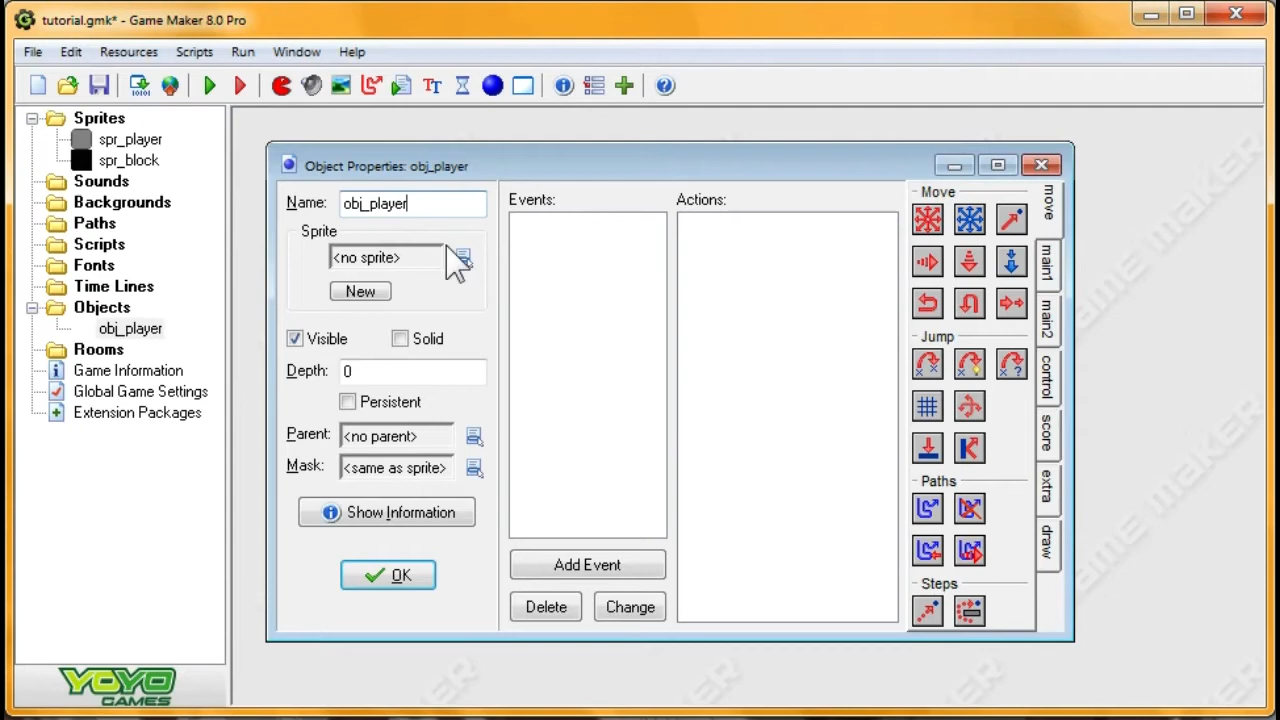 tutorial.gmk* - Game Maker 8.0 Pro
File Edit Resources Scripts Run Window Help
Sprites
spr_player
spr_block
Sounds
Backgrounds
Paths
Scripts
Fonts
Time Lines
Objects
obj_player
Rooms
Game Information
Global Game Settings
Extension Packages
YOYO
GAMES
Object Properties: obj_player
Name: obj_player
Sprite
<no sprite>
New
Visible Solid
Depth: 0
Persistent
Parent: <no parent>
Mask: <same as sprite>
Show Information
OK
Events:
Add Event
Delete Change
Actions:
Move
Jump
Paths
Steps
move
main1
main2
control
score
extra
draw